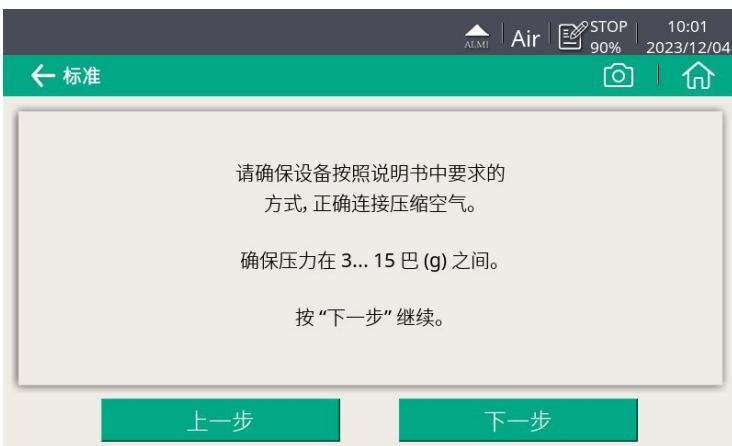 ALMI
Air
STOP
90%
10:01
2023/12/04
标准
请确保设备按照说明书中要求的
方式, 正确连接压缩空气。
确保压力在 3... 15 巴 (g) 之间。
按 “下一步” 继续。
上一步
下一步